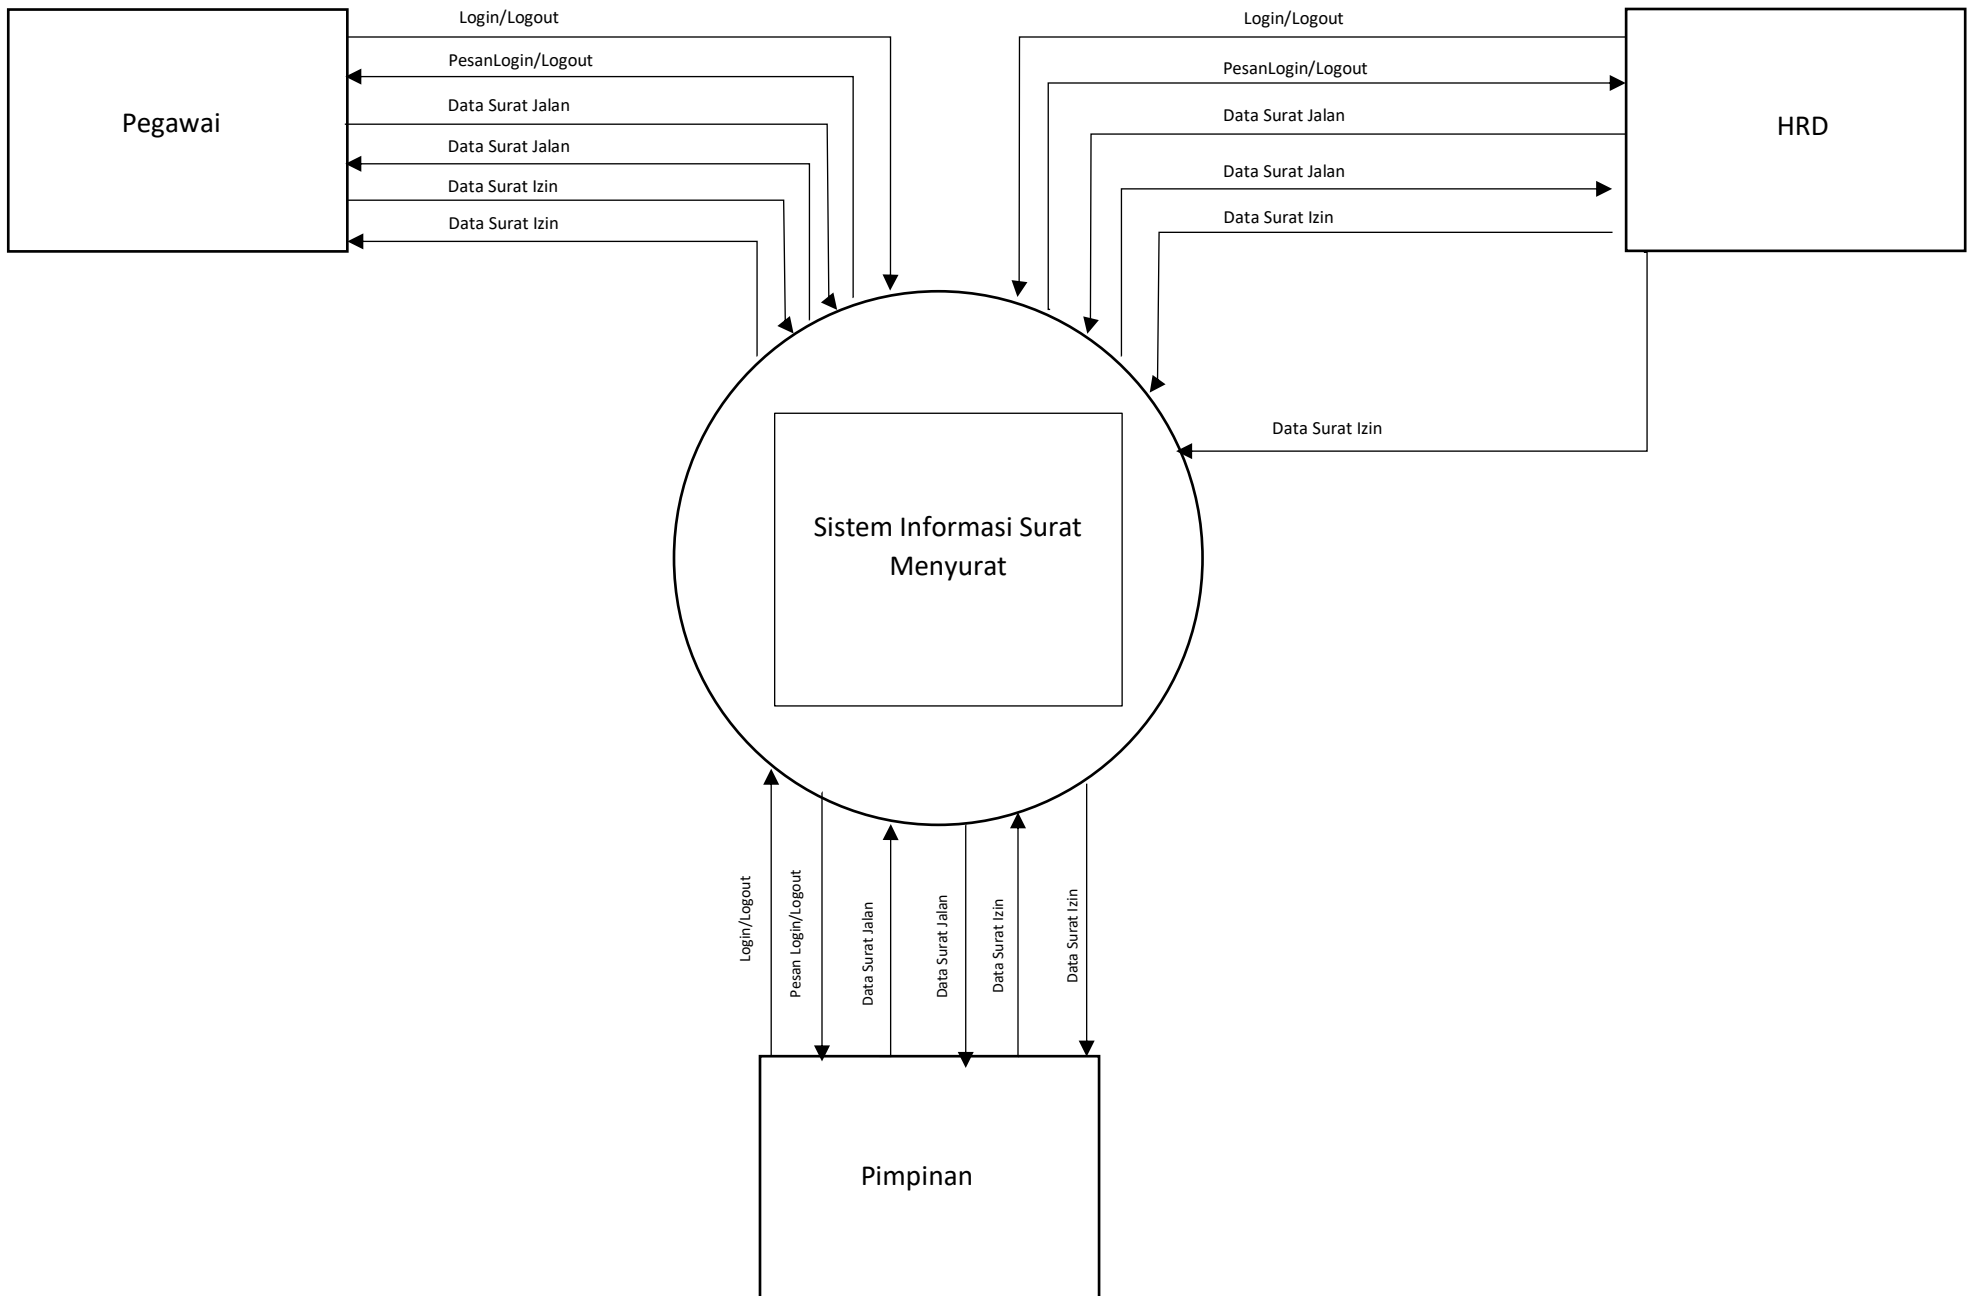 Login/Logout
PesanLogin/Logout
Data Surat Jalan
Data Surat Jalan
Data Surat Izin
Data Surat Izin
Pegawai
Login/Logout
PesanLogin/Logout
Data Surat Jalan
Data Surat Jalan
Data Surat Izin
HRD
Data Surat Izin
Sistem Informasi Surat
Menyurat
Login/Logout
Pesan Login/Logout
Data Surat Jalan
Data Surat Jalan
Data Surat Izin
Data Surat Izin
Pimpinan